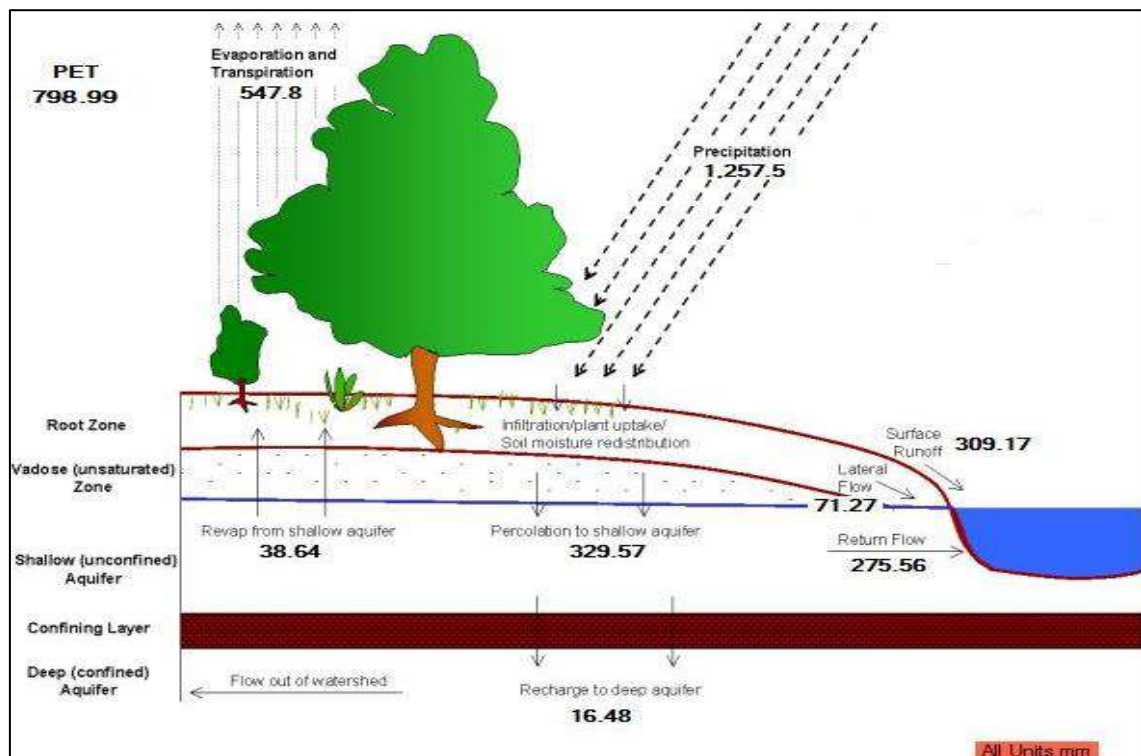 PET
798.99
Evaporation and
Transpiration
547.8
Precipitation
1,257.5
Root Zone
Infiltration/plant uptake/
Soil moisture redistribution
Surface
Runoff
309.17
Vadose (unsaturated)
Zone
Lateral
Flow
71.27
Revap from shallow aquifer
38.64
Percolation to shallow aquifer
329.57
Return Flow
275.56
Shallow (unconfined)
Aquifer
Confining Layer
Deep (confined)
Aquifer
Flow out of watershed
Recharge to deep aquifer
16.48
All Units mm